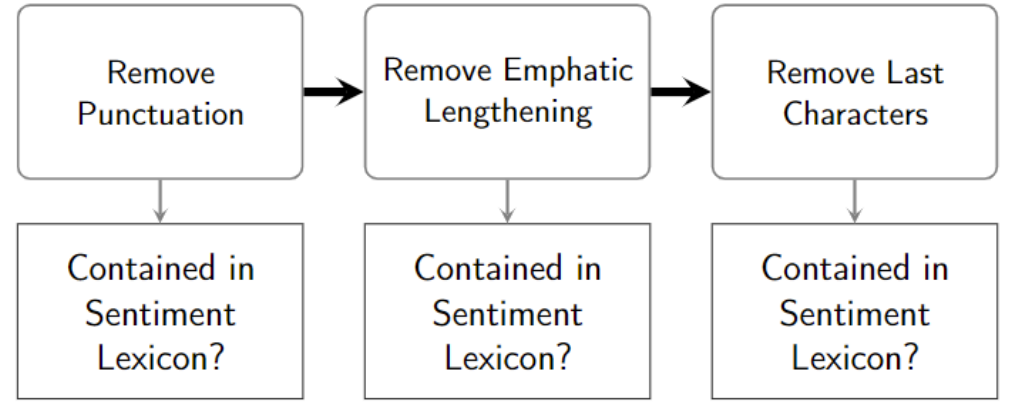 Remove
Punctuation
Remove Emphatic
Lengthening
Remove Last
Characters
Contained in
Sentiment
Lexicon?
Contained in
Sentiment
Lexicon?
Contained in
Sentiment
Lexicon?